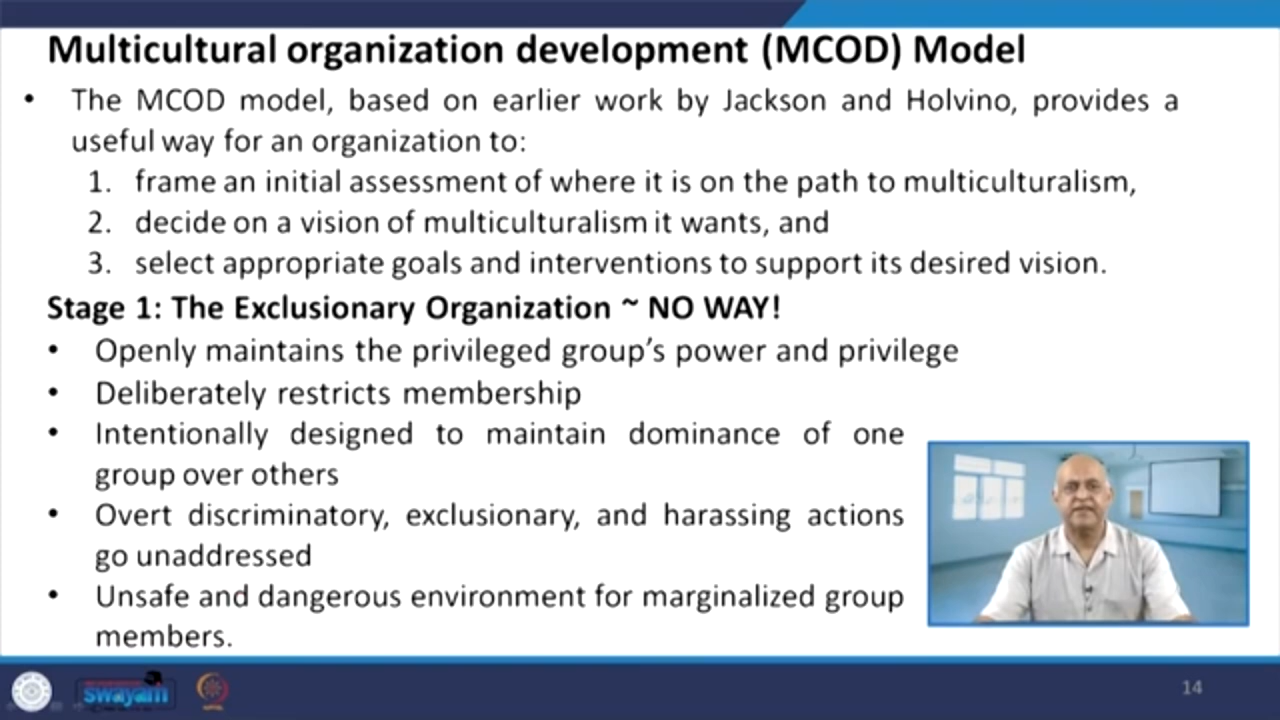 Multicultural organization development (MCOD) Model
• The MCOD model, based on earlier work by Jackson and Holvino, provides a
useful way for an organization to:
1. frame an initial assessment of where it is on the path to multiculturalism,
2. decide on a vision of multiculturalism it wants, and
3. select appropriate goals and interventions to support its desired vision.
Stage 1: The Exclusionary Organization ~ NO WAY!
• Openly maintains the privileged group's power and privilege
• Deliberately restricts membership
• Intentionally designed to maintain dominance of one
group over others
• Overt discriminatory, exclusionary, and harassing actions
go unaddressed
• Unsafe and dangerous environment for marginalized group
members.
swayam
14